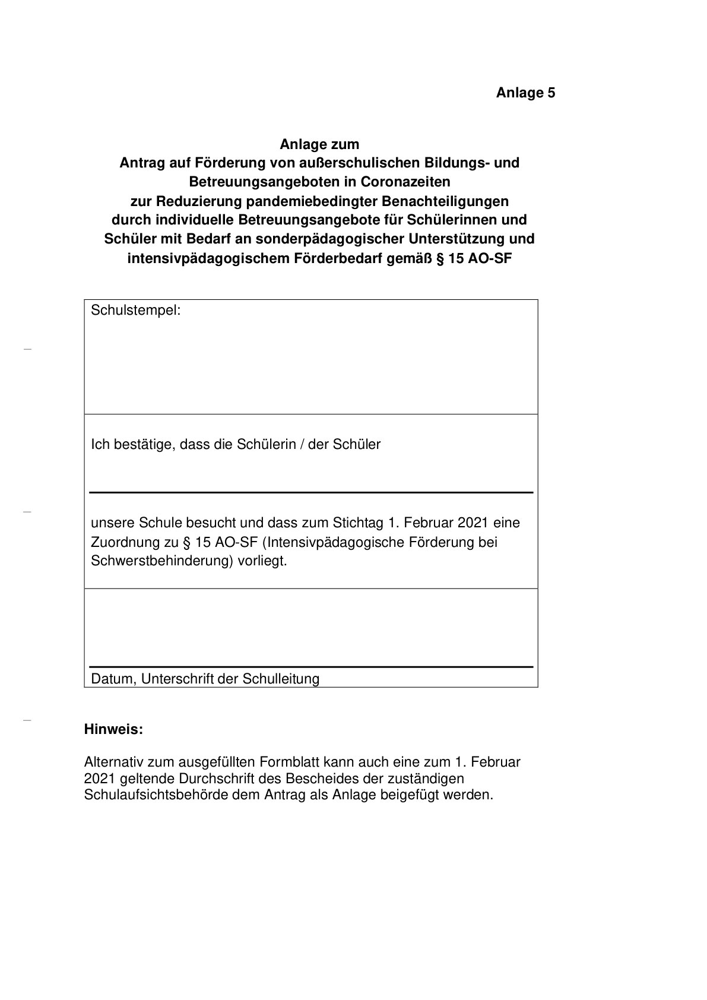 Anlage 5
Anlage zum
Antrag auf Förderung von außerschulischen Bildungs- und
Betreuungsangeboten in Coronazeiten
zur Reduzierung pandemiebedingter Benachteiligungen
durch individuelle Betreuungsangebote für Schülerinnen und
Schüler mit Bedarf an sonderpädagogischer Unterstützung und
intensivpädagogischem Förderbedarf gemäß § 15 AO-SF
Schulstempel:
Ich bestätige, dass die Schülerin / der Schüler
unsere Schule besucht und dass zum Stichtag 1. Februar 2021 eine
Zuordnung zu § 15 AO-SF (Intensivpädagogische Förderung bei
Schwerstbehinderung) vorliegt.
Datum, Unterschrift der Schulleitung
Hinweis:
Alternativ zum ausgefüllten Formblatt kann auch eine zum 1. Februar
2021 geltende Durchschrift des Bescheides der zuständigen
Schulaufsichtsbehörde dem Antrag als Anlage beigefügt werden.